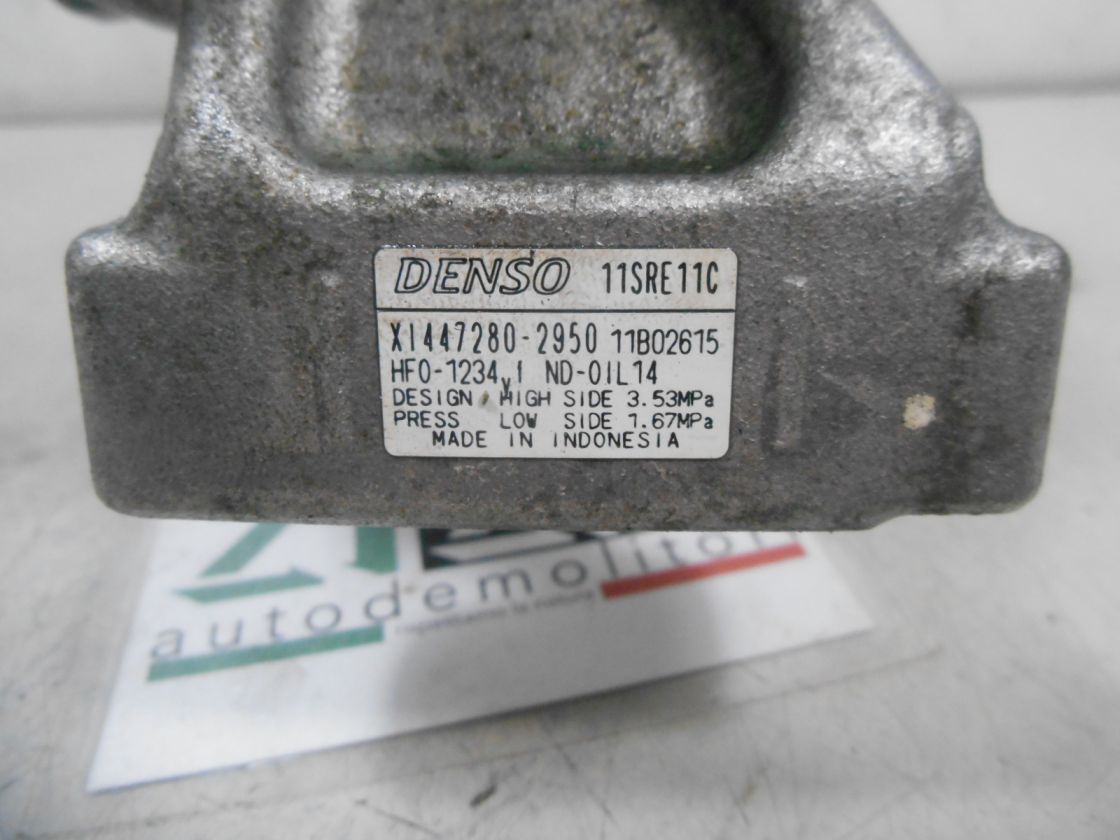 DENSO 11SRE11C
X1447280-2950 11B02615
HFO-1234yf ND-OIL14
DESIGN HIGH SIDE 3.53MPa
PRESS LOW SIDE 1.67MPa
MADE IN INDONESIA
autodemolitori